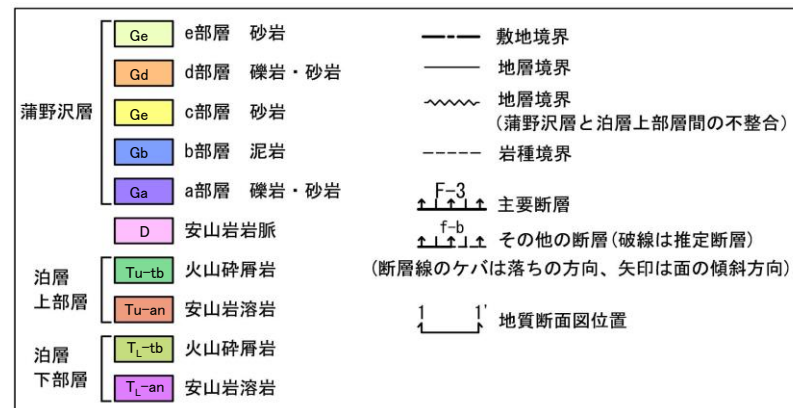 蒲野沢層
Ge e部層 砂岩
Gd d部層 礫岩・砂岩
Ge c部層 砂岩
Gb b部層 泥岩
Ga a部層 礫岩・砂岩
D 安山岩岩脈
泊層
上部層
Tu-tb 火山砕屑岩
Tu-an 安山岩溶岩
泊層
下部層
TL-tb 火山砕屑岩
TL-an 安山岩溶岩
敷地境界
地層境界
地層境界
(蒲野沢層と泊層上部層間の不整合)
岩種境界
F-3 主要断層
f-b その他の断層(破線は推定断層)
(断層線のケバは落ちの方向、矢印は面の傾斜方向)
1 1' 地質断面図位置